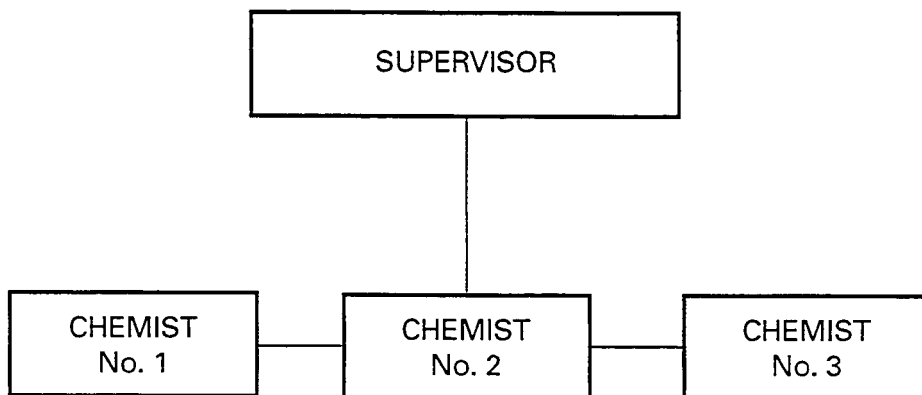 SUPERVISOR
CHEMIST
No. 1
CHEMIST
No. 2
CHEMIST
No. 3